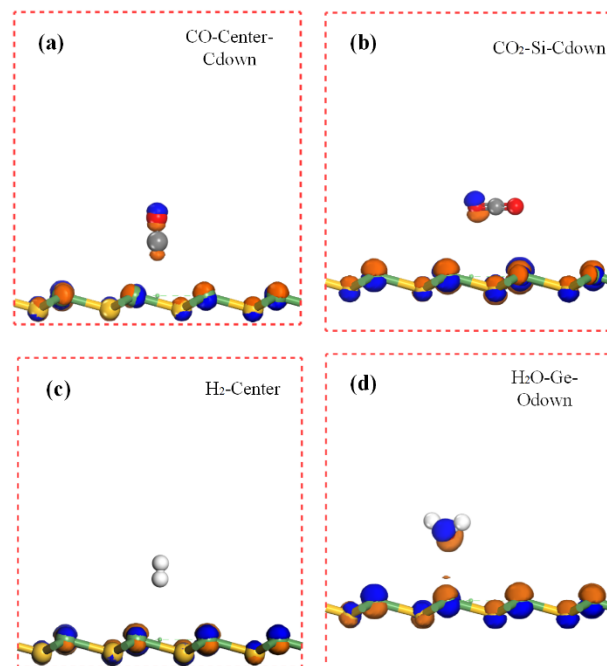 (a)
CO-Center-
Cdown
(b)
CO₂-Si-Cdown
(c)
H₂-Center
(d)
H₂O-Ge-
Odown